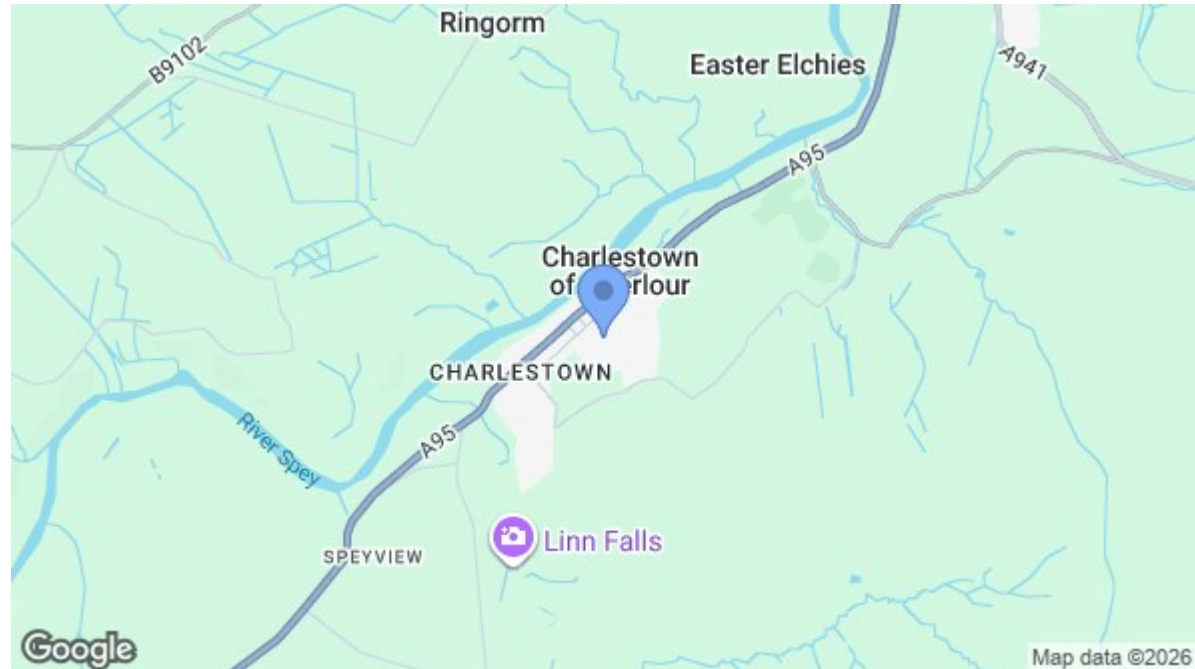 Ringorm
B9102
Easter Elchies
A941
A95
Charlestown
of erlour
CHARLESTOWN
A95
River Spey
Linn Falls
SPEYVIEW
Google
Map data ©2026